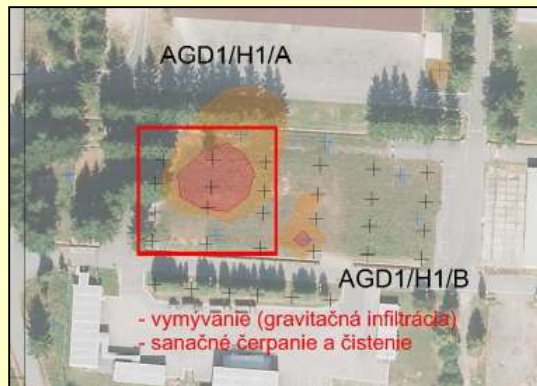 AGD1/H1/A
AGD1/H1/B
- vymývanie (gravitačná infiltrácia)
- sanačné čerpanie a čistenie